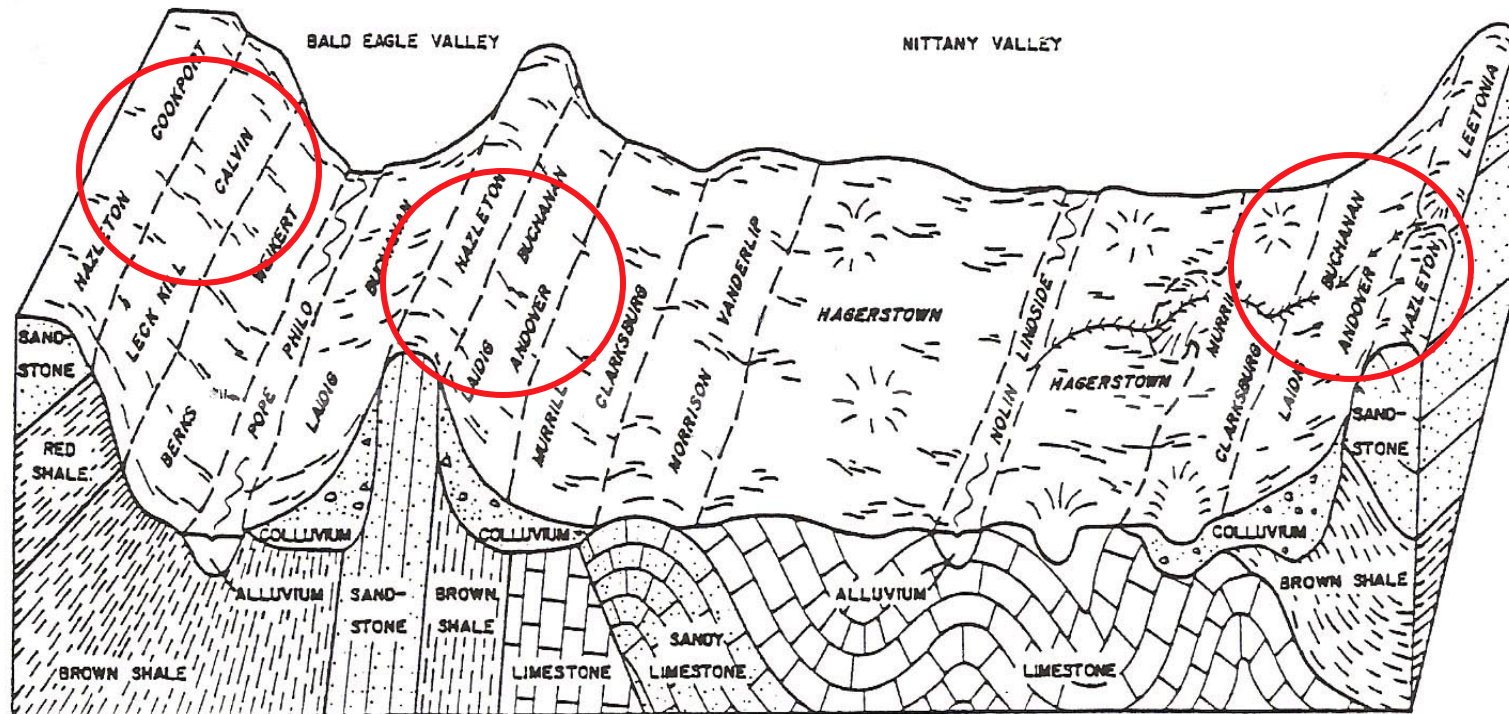 BALD EAGLE VALLEY
NITTANY VALLEY
COOKPORT
CALVIN
HAZLETON
LECK KILL
WEIKERT
BERKS
POPE
PHILO
LAIDIG
BUCHANAN
HAZLETON
BUCHANAN
LAIDIG
ANDOVER
MURRILL
CLARKSBURG
MORRISON
VANDERLIP
HAGERSTOWN
NOLIN
LINDSIDE
HAGERSTOWN
MURRILL
CLARKSBURG
LAIDIG
BUCHANAN
ANDOVER
HAZLETON
LEETONIA
SAND-
STONE
RED
SHALE
BROWN SHALE
ALLUVIUM
COLLUVIUM
SAND-
STONE
BROWN
SHALE
COLLUVIUM
LIMESTONE
SANDY
LIMESTONE
ALLUVIUM
LIMESTONE
COLLUVIUM
BROWN SHALE
SAND-
STONE